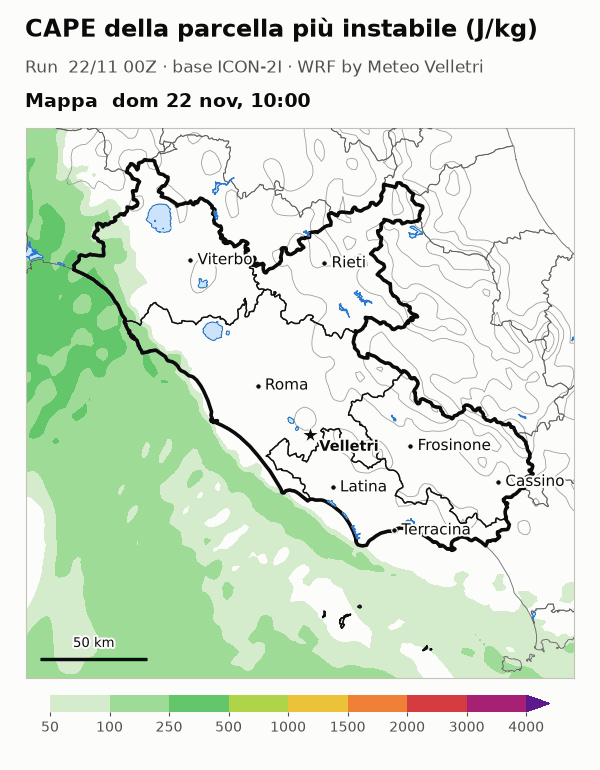 CAPE della parcella più instabile (J/kg)
Run 22/11 00Z · base ICON-2I · WRF by Meteo Velletri
Mappa dom 22 nov, 10:00
Viterbo
Rieti
Roma
Velletri
Frosinone
Latina
Cassino
Terracina
50 km
50 100 250 500 1000 1500 2000 3000 4000